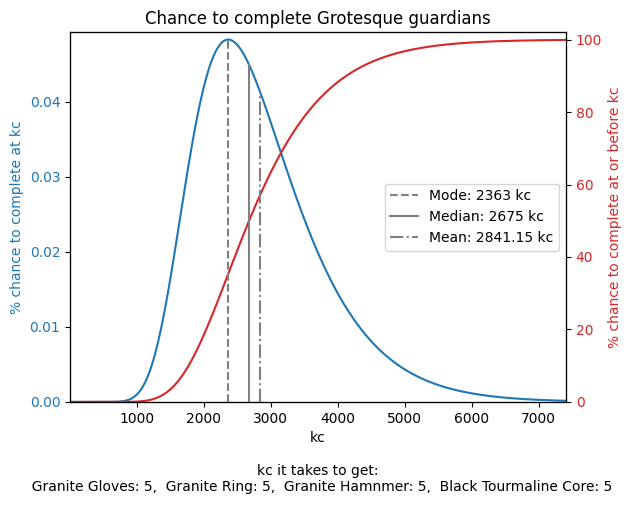 Chance to complete Grotesque guardians
% chance to complete at kc
0.04
0.03
0.02
0.01
0.00
100
80
60
40
20
0
% chance to complete at or before kc
Mode: 2363 kc
Median: 2675 kc
Mean: 2841.15 kc
1000 2000 3000 4000 5000 6000 7000
kc
kc it takes to get:
Granite Gloves: 5,  Granite Ring: 5,  Granite Hamnmer: 5,  Black Tourmaline Core: 5